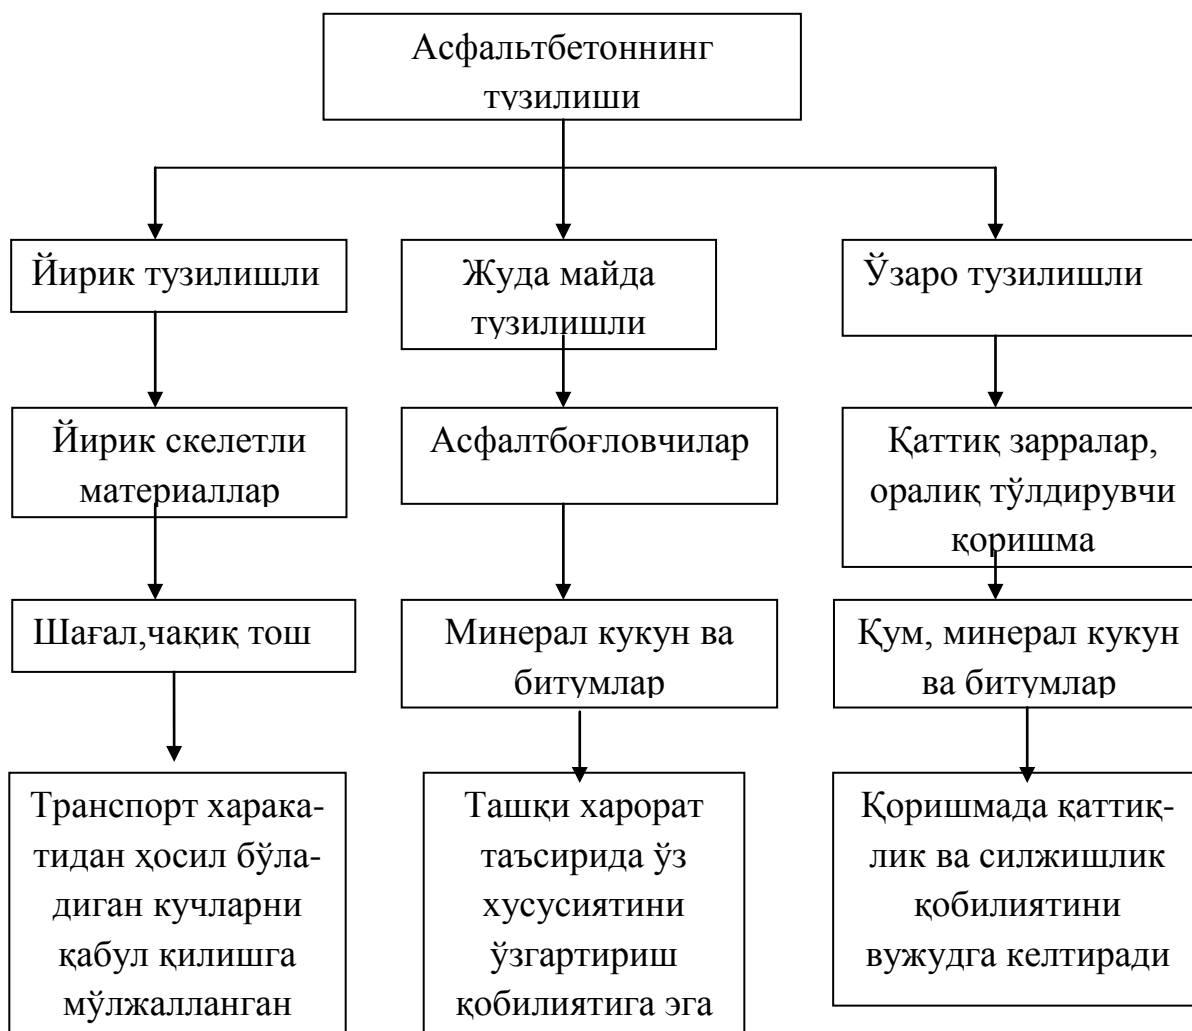 Асфальтбетоннинг
тузилиши
Йирик тузилишли
Жуда майда
тузилишли
Ўзаро тузилишли
Йирик скелетли
материаллар
Асфалтбоғловчилар
Қаттиқ зарралар,
оралиқ тўлдирувчи
қоришма
Шағал,чақиқ тош
Минерал кукун ва
битумлар
Қум, минерал кукун
ва битумлар
Транспорт харака-
тидан ҳосил бўла-
диган кучларни
қабул қилишга
мўлжалланган
Ташқи харорат
таъсирида ўз
хусусиятини
ўзгартириш
қобилиятига эга
Қоришмада қаттиқ-
лик ва силжишлик
қобилиятини
вужудга келтиради